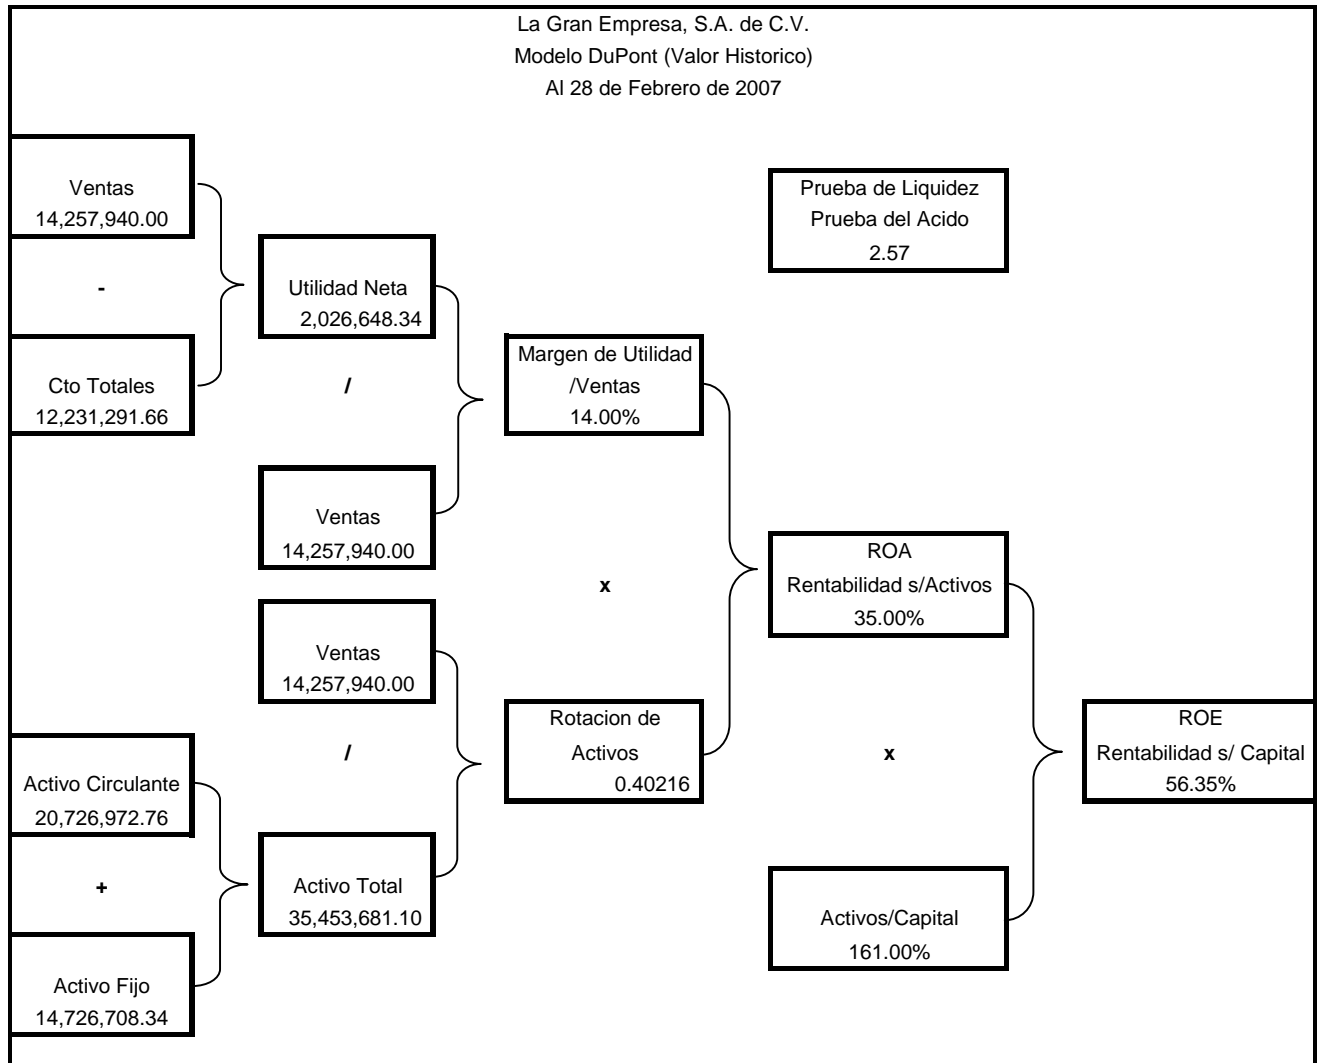 La Gran Empresa, S.A. de C.V.
Modelo DuPont (Valor Historico)
Al 28 de Febrero de 2007
Ventas
14,257,940.00
-
Cto Totales
12,231,291.66
Utilidad Neta
2,026,648.34
/
Ventas
14,257,940.00
Margen de Utilidad
/Ventas
14.00%
Prueba de Liquidez
Prueba del Acido
2.57
x
Ventas
14,257,940.00
/
Activo Circulante
20,726,972.76
+
Activo Fijo
14,726,708.34
Activo Total
35,453,681.10
Rotacion de
Activos
0.40216
ROA
Rentabilidad s/Activos
35.00%
x
Activos/Capital
161.00%
ROE
Rentabilidad s/ Capital
56.35%